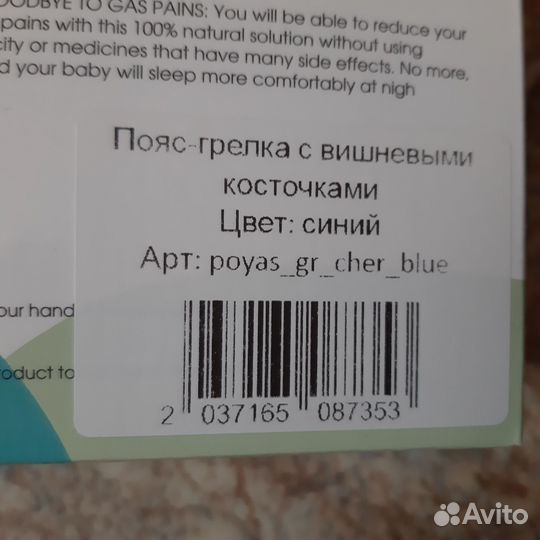 ODBYE TO GAS PAINS: You will be able to reduce your
pains with this 100% natural solution without using
city or medicines that have many side effects. No more,
d your baby will sleep more comfortably at nigh
Пояс-грелка с вишневыми
косточками
Цвет: синий
Арт: poyas_gr_cher_blue
our hand
roduct to
2 037165 087353
Avito